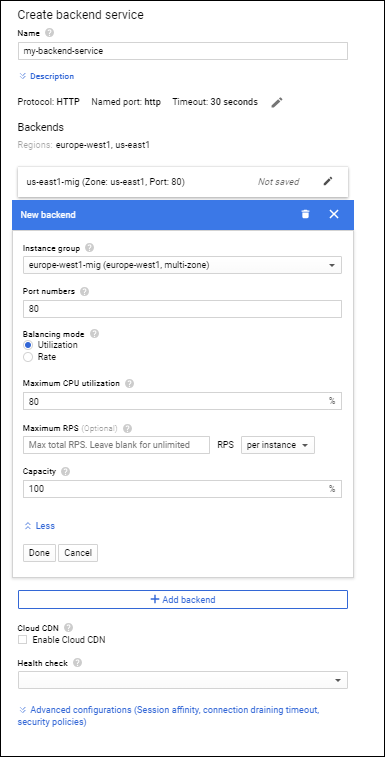 Create backend service
Name ?
my-backend-service
Description
Protocol: HTTP Named port: http Timeout: 30 seconds
Backends
Regions: europe-west1, us-east1
us-east1-mig (Zone: us-east1, Port: 80) Not saved
New backend
Instance group ?
europe-west1-mig (europe-west1, multi-zone)
Port numbers ?
80
Balancing mode ?
Utilization
Rate
Maximum CPU utilization ?
80 %
Maximum RPS (Optional) ?
Max total RPS. Leave blank for unlimited RPS per instance
Capacity ?
100 %
Less
Done Cancel
+ Add backend
Cloud CDN ?
Enable Cloud CDN
Health check ?
Advanced configurations (Session affinity, connection draining timeout,
security policies)